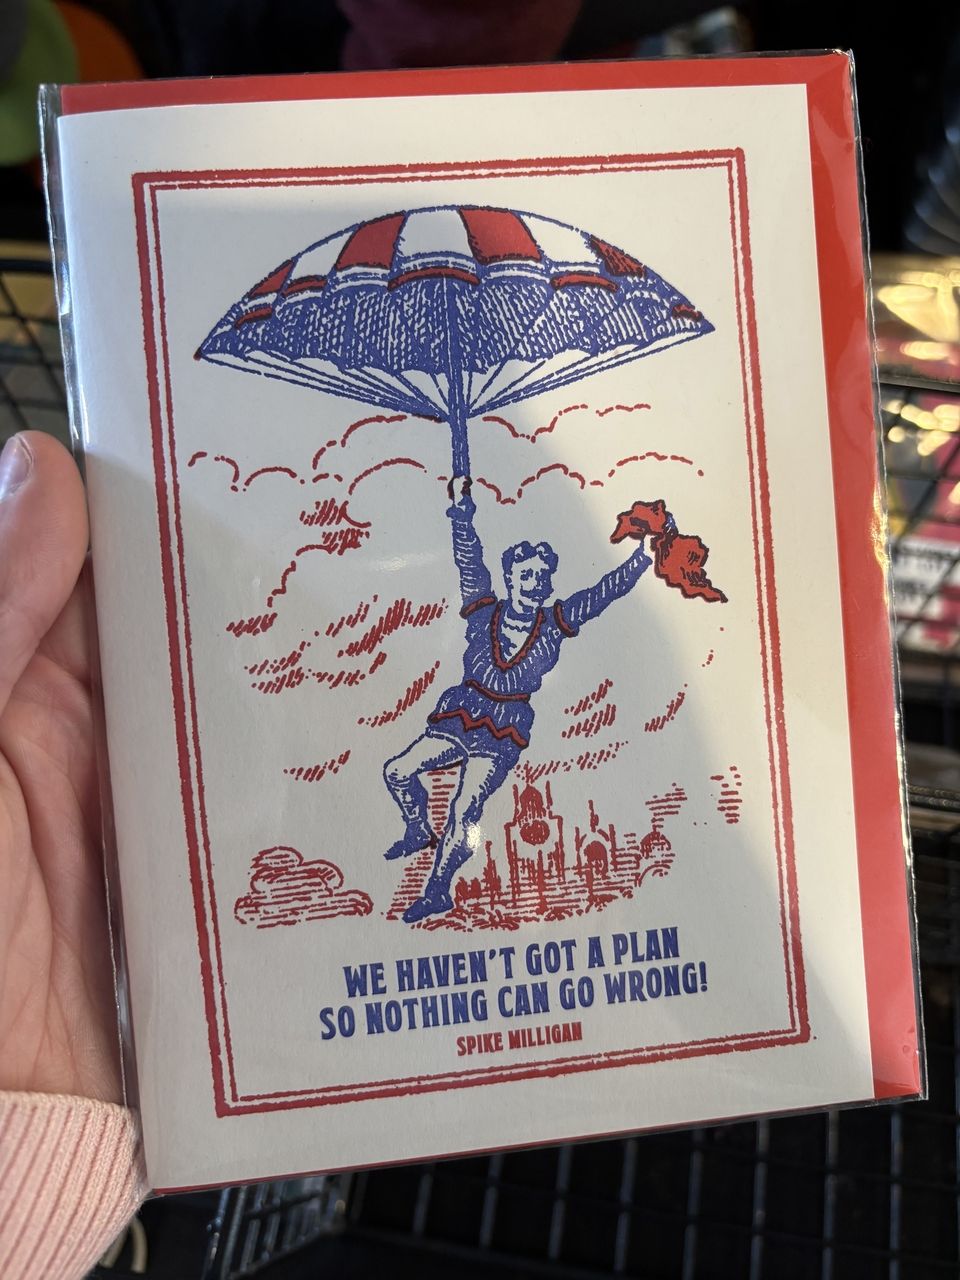 WE HAVEN'T GOT A PLAN
SO NOTHING CAN GO WRONG!
SPIKE MILLIGAN